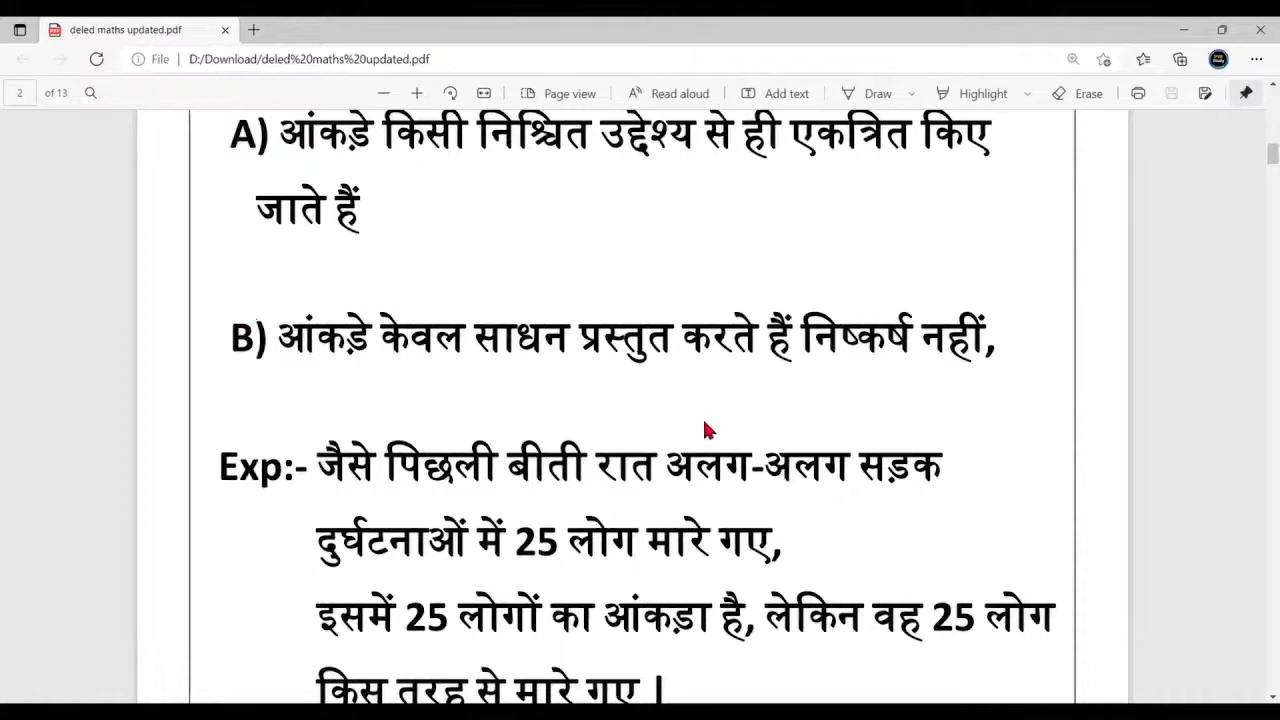 deled maths updated.pdf
File | D:/Download/deled%20maths%20updated.pdf
2 of 13 Page view Read aloud Add text Draw Highlight Erase
A) आंकड़े किसी निश्चित उद्देश्य से ही एकत्रित किए
जाते हैं
B) आंकड़े केवल साधन प्रस्तुत करते हैं निष्कर्ष नहीं,
Exp:- जैसे पिछली बीती रात अलग-अलग सड़क
दुर्घटनाओं में 25 लोग मारे गए,
इसमें 25 लोगों का आंकड़ा है, लेकिन वह 25 लोग
किस तरह से मारे गए |